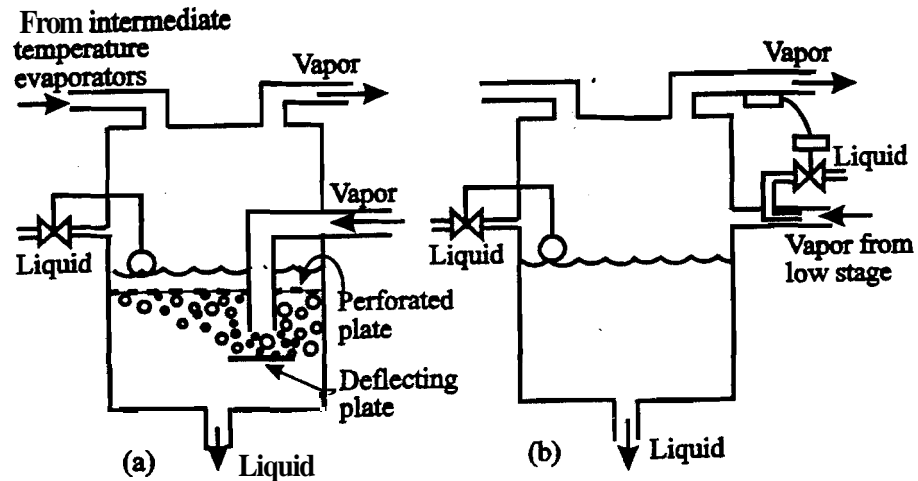 From intermediate
temperature
evaporators
Vapor
Vapor
Liquid
Perforated
plate
Deflecting
plate
(a)
Liquid
Vapor
Liquid
Liquid
Vapor from
low stage
(b)
Liquid